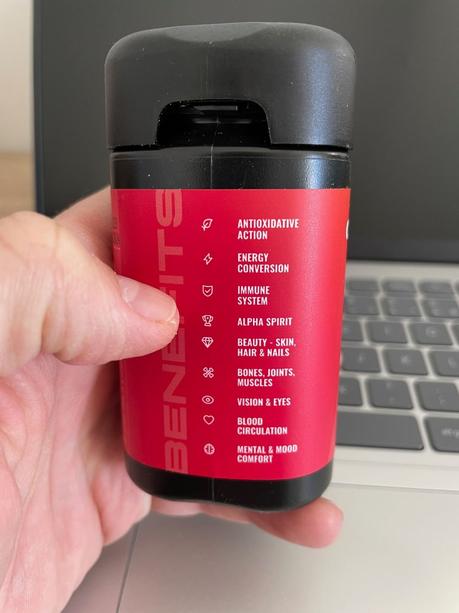 BENEFITS
ANTIOXIDATIVE
ACTION
ENERGY
CONVERSION
IMMUNE
SYSTEM
ALPHA SPIRIT
BEAUTY - SKIN,
HAIR & NAILS
BONES, JOINTS,
MUSCLES
VISION & EYES
BLOOD
CIRCULATION
MENTAL & MOOD
COMFORT